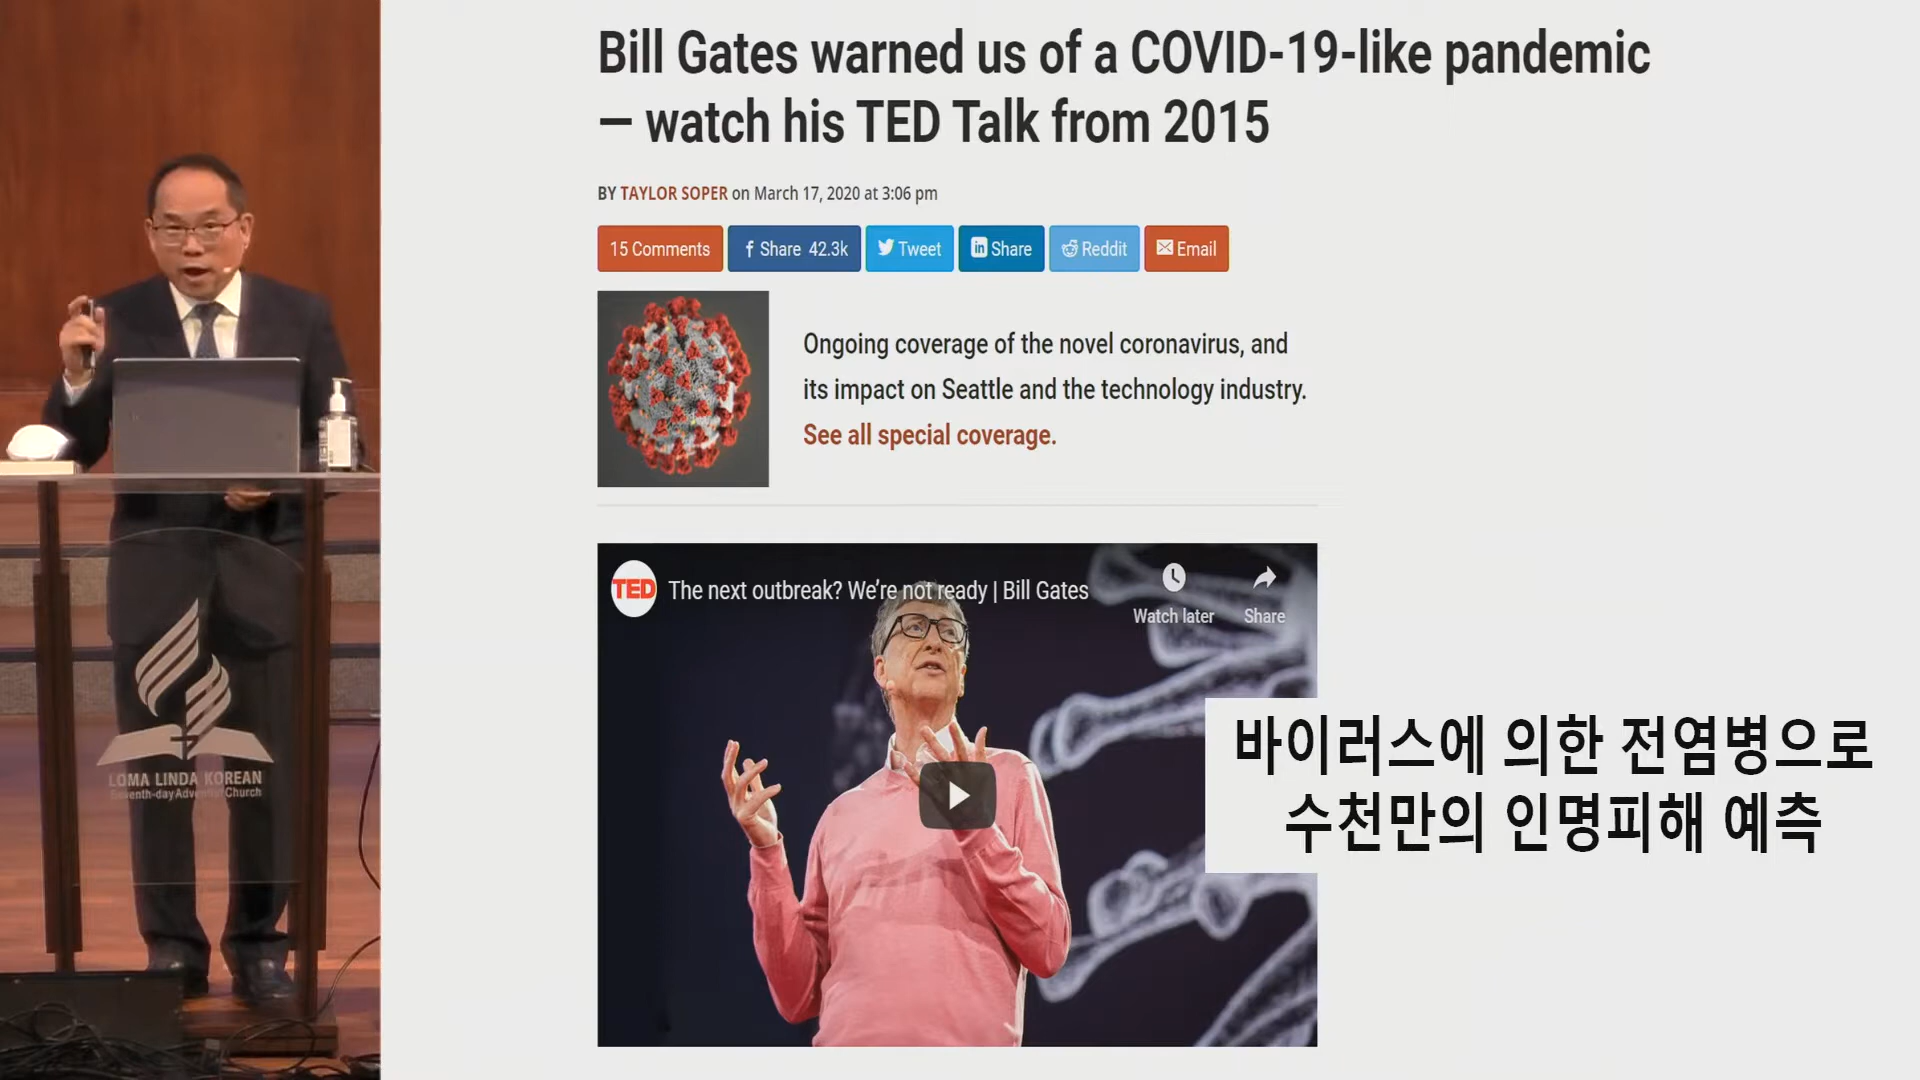 Bill Gates warned us of a COVID-19-like pandemic
— watch his TED Talk from 2015
BY TAYLOR SOPER on March 17, 2020 at 3:06 pm
15 Comments
Share 42.3k
Tweet
Share
Reddit
Email
Ongoing coverage of the novel coronavirus, and
its impact on Seattle and the technology industry.
See all special coverage.
TED
The next outbreak? We’re not ready | Bill Gates
Watch later
Share
바이러스에 의한 전염병으로
수천만의 인명피해 예측
LOMA LINDA KOREAN
Seventh-day Adventist Church